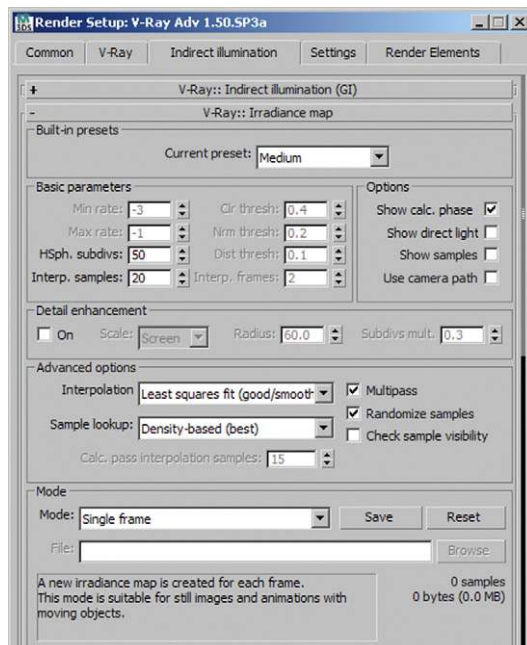 Render Setup: V-Ray Adv 1.50.SP3a
Common V-Ray Indirect illumination Settings Render Elements
+ V-Ray:: Indirect illumination (GI)
- V-Ray:: Irradiance map
Built-in presets
Current preset: Medium
Basic parameters Options
Min rate: -3 Clr thresh: 0.4 Show calc. phase
Max rate: -1 Nrm thresh: 0.2 Show direct light
HSph. subdivs: 50 Dist thresh: 0.1 Show samples
Interp. samples: 20 Interp. frames: 2 Use camera path
Detail enhancement
On Scale: Screen Radius: 60.0 Subdivs mult. 0.3
Advanced options
Interpolation Least squares fit (good/smooth Multipass
Randomize samples
Sample lookup: Density-based (best) Check sample visibility
Calc. pass interpolation samples: 15
Mode
Mode: Single frame Save Reset
File: Browse
A new irradiance map is created for each frame. 0 samples
This mode is suitable for still images and animations with 0 bytes (0.0 MB)
moving objects.